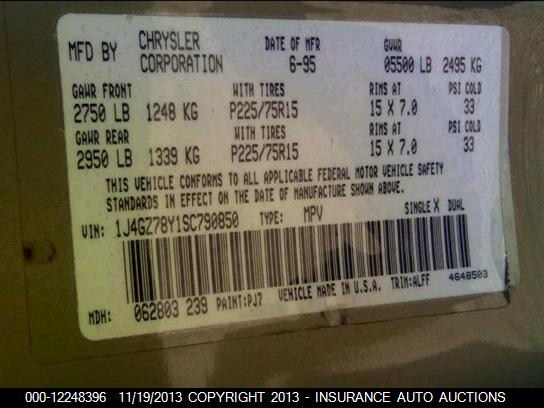 MFD BY CHRYSLER CORPORATION DATE OF MFR 6-95 GVWR 05500 LB 2495 KG
GAWR FRONT WITH TIRES RIMS AT PSI COLD
2750 LB 1248 KG P225/75R15 15 X 7.0 33
GAWR REAR WITH TIRES RIMS AT PSI COLD
2950 LB 1339 KG P225/75R15 15 X 7.0 33
THIS VEHICLE CONFORMS TO ALL APPLICABLE FEDERAL MOTOR VEHICLE SAFETY
STANDARDS IN EFFECT ON THE DATE OF MANUFACTURE SHOWN ABOVE.
VIN: 1J4GZ78Y1SC790850 TYPE: MPV SINGLE X DUAL
MDH: 062803 239 PAINT:PJ7 VEHICLE MADE IN U.S.A. TRIM:ALFF 4648503
000-12248396 11/19/2013 COPYRIGHT 2013 - INSURANCE AUTO AUCTIONS